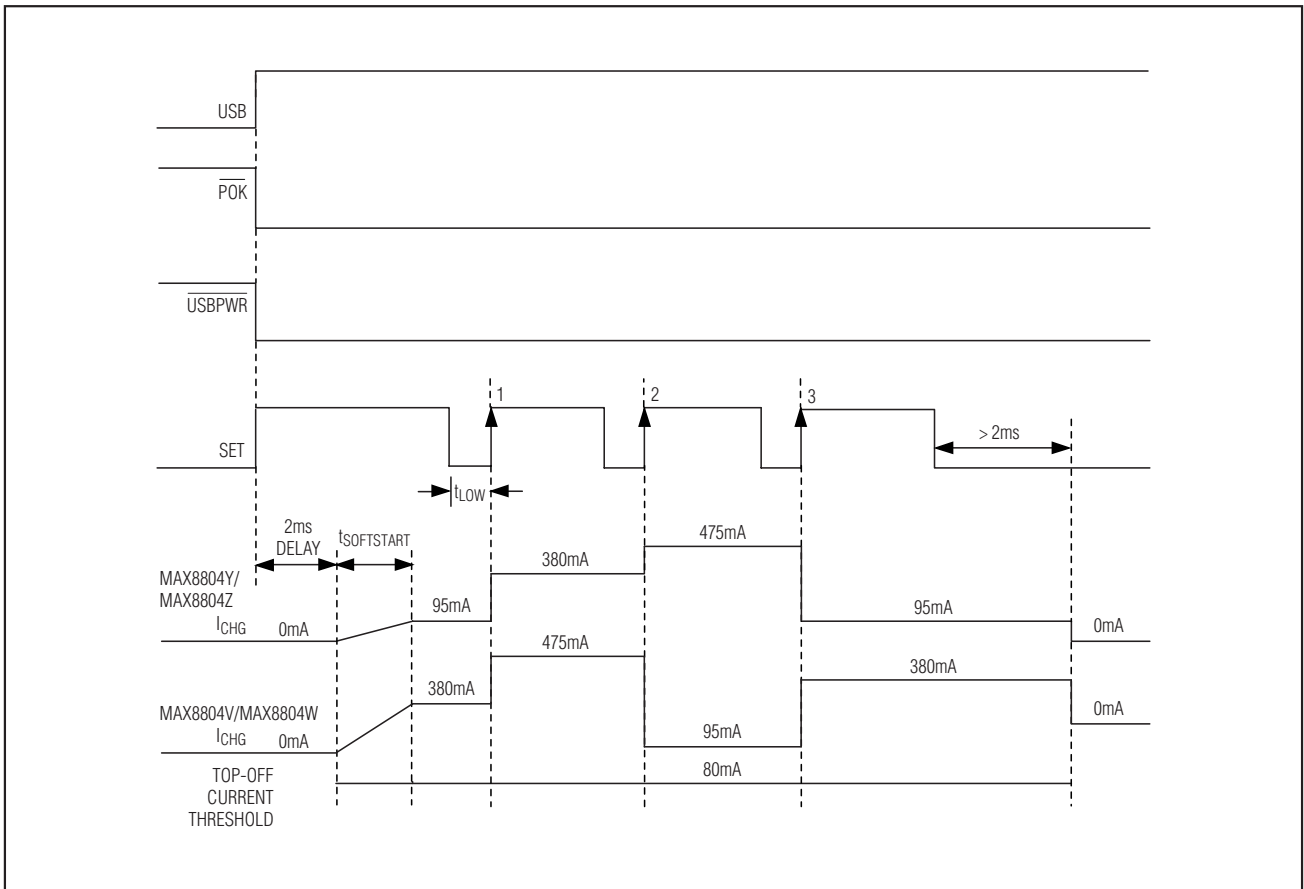 USB
POK
USBPWR
1
2
3
SET
> 2ms
tLOW
2ms
DELAY
tSOFTSTART
475mA
380mA
MAX8804Y/
MAX8804Z
95mA
95mA
ICHG
0mA
0mA
475mA
380mA
380mA
MAX8804V/MAX8804W
0mA
ICHG
0mA
95mA
TOP-OFF
CURRENT
THRESHOLD
80mA